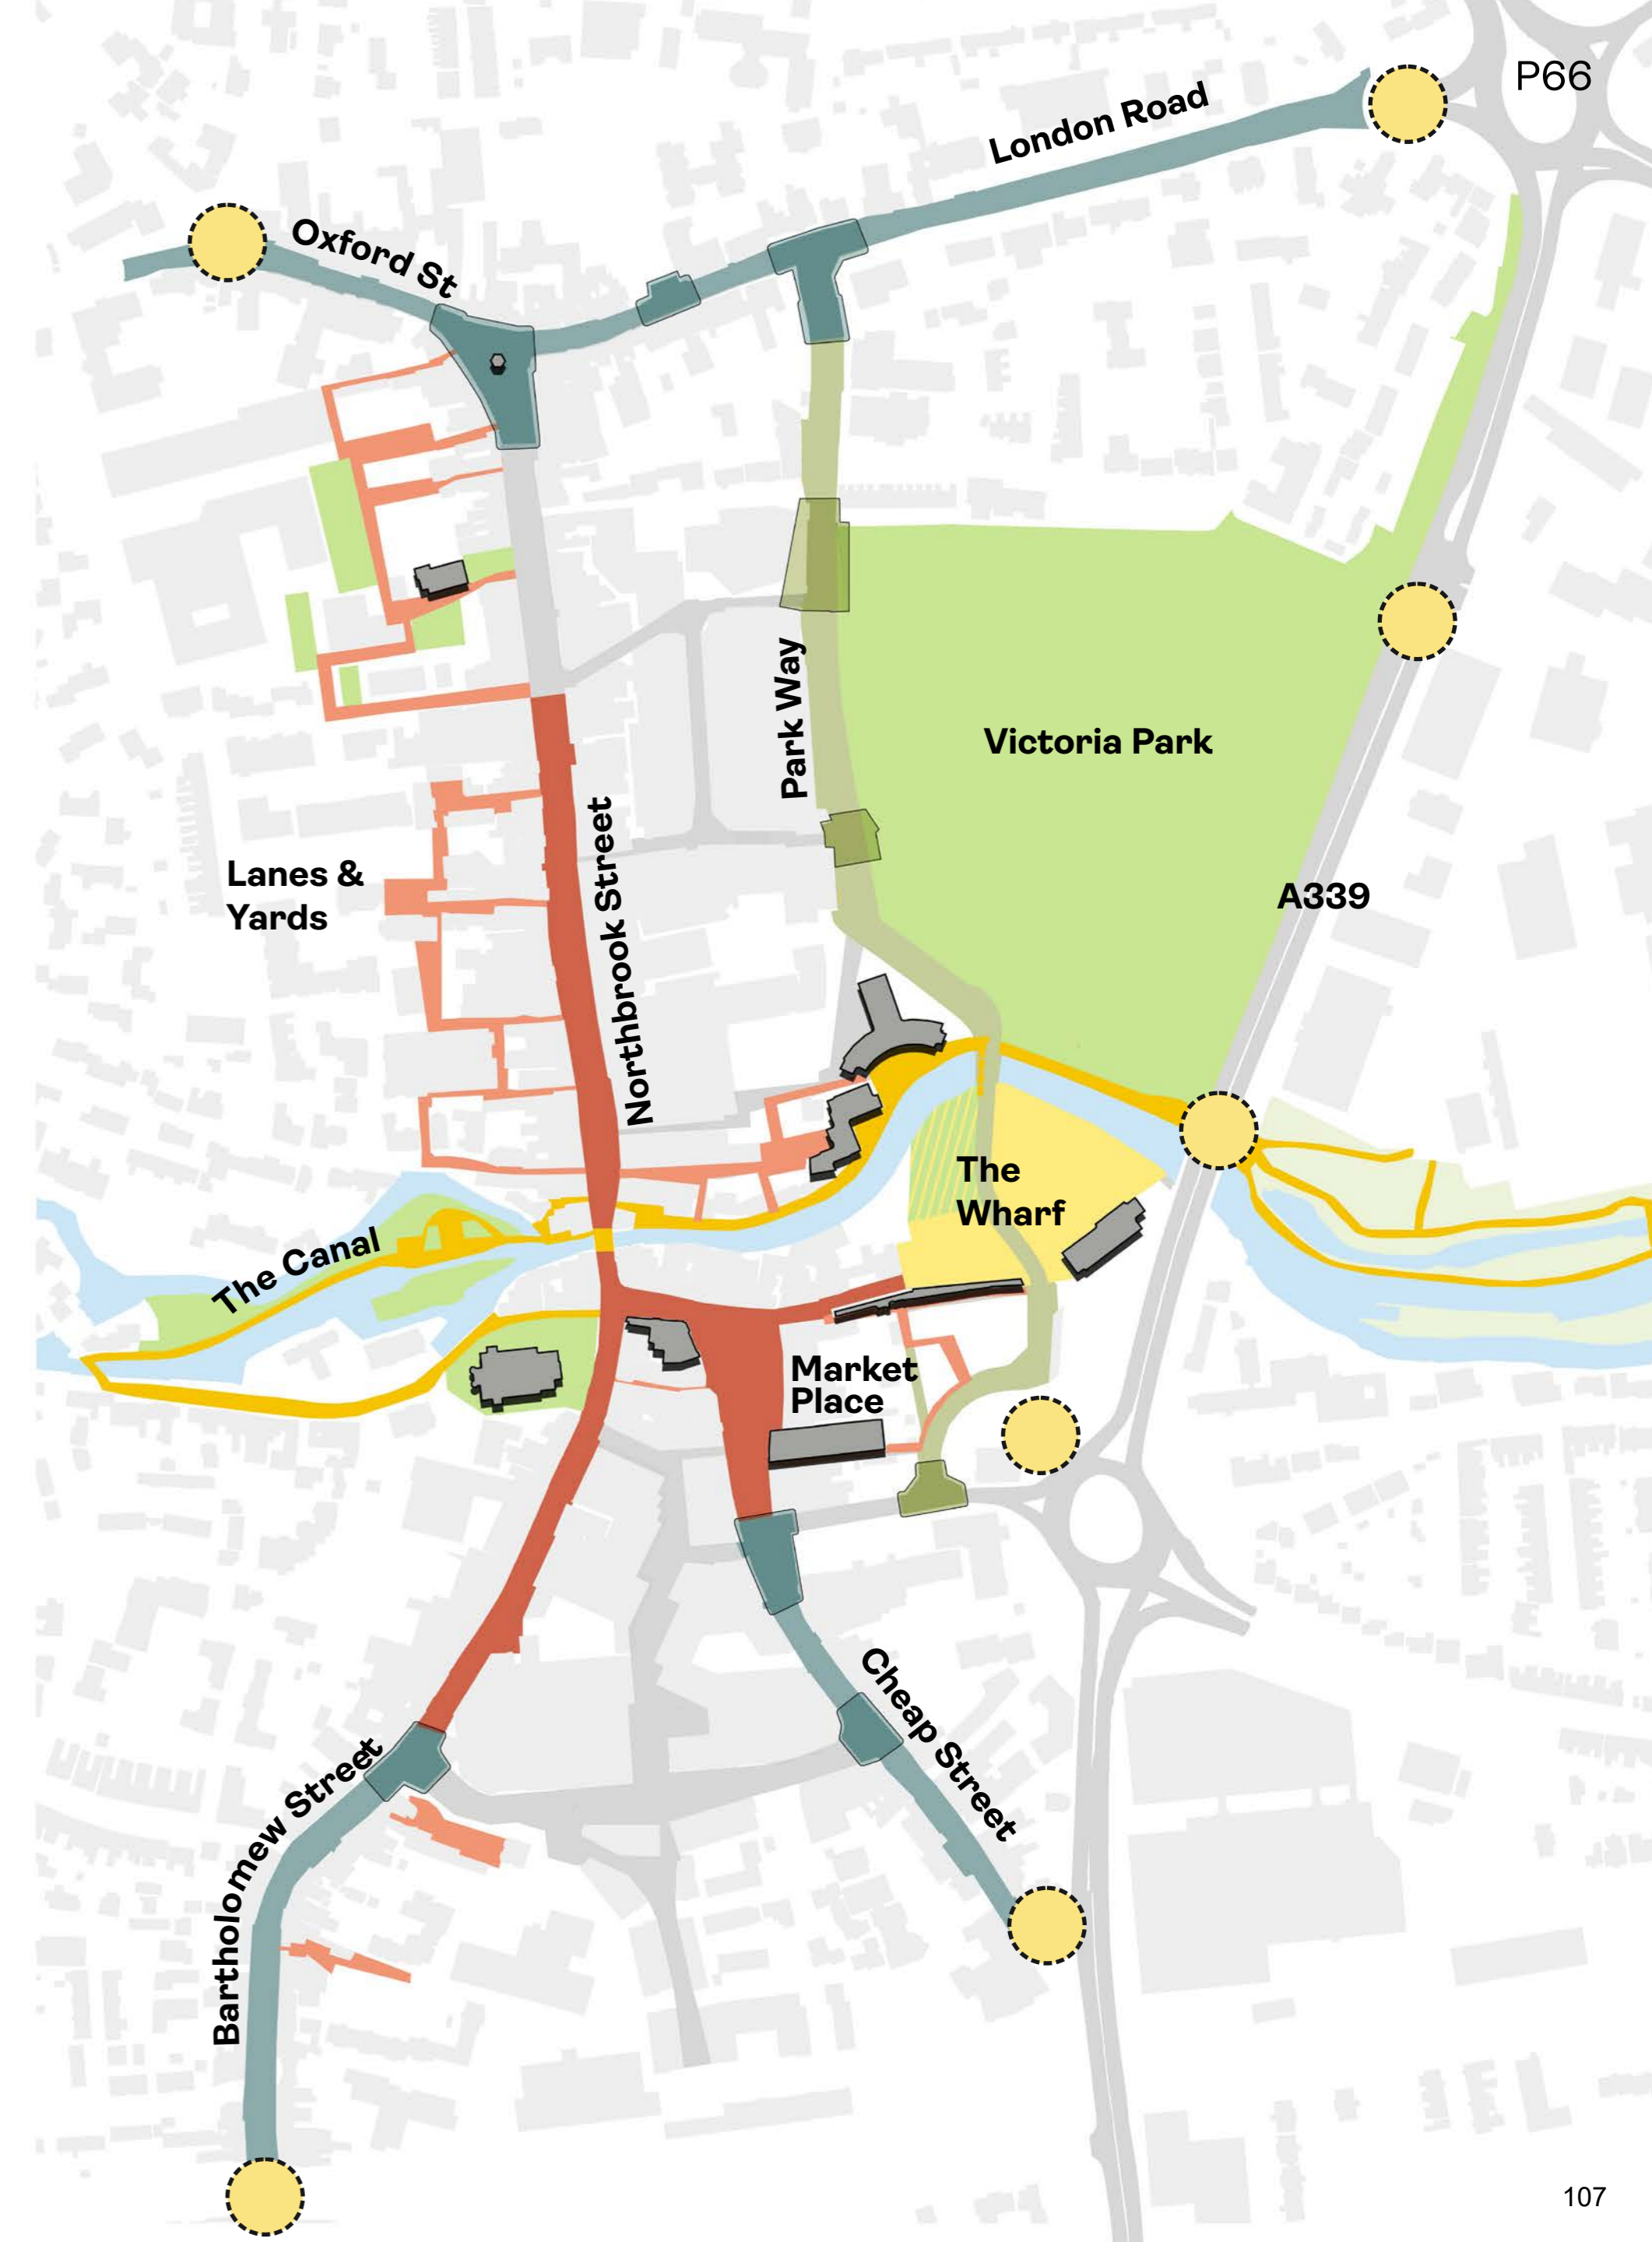 P66
London Road
Oxford St
Park Way
Victoria Park
Northbrook Street
Lanes &
Yards
A339
The
Wharf
The Canal
Market
Place
Cheap Street
Bartholomew Street
107